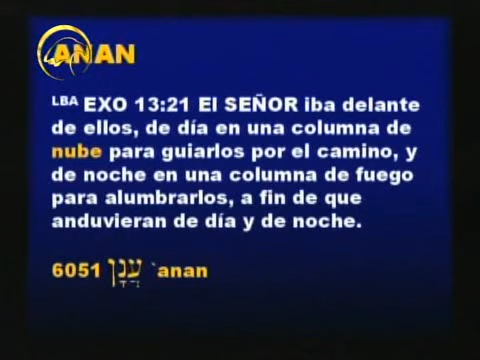 ANAN
LBA EXO 13:21 El SEÑOR iba delante
de ellos, de día en una columna de
nube para guiarlos por el camino, y
de noche en una columna de fuego
para alumbrarlos, a fin de que
anduvieran de día y de noche.
6051 עֲנָן `anan